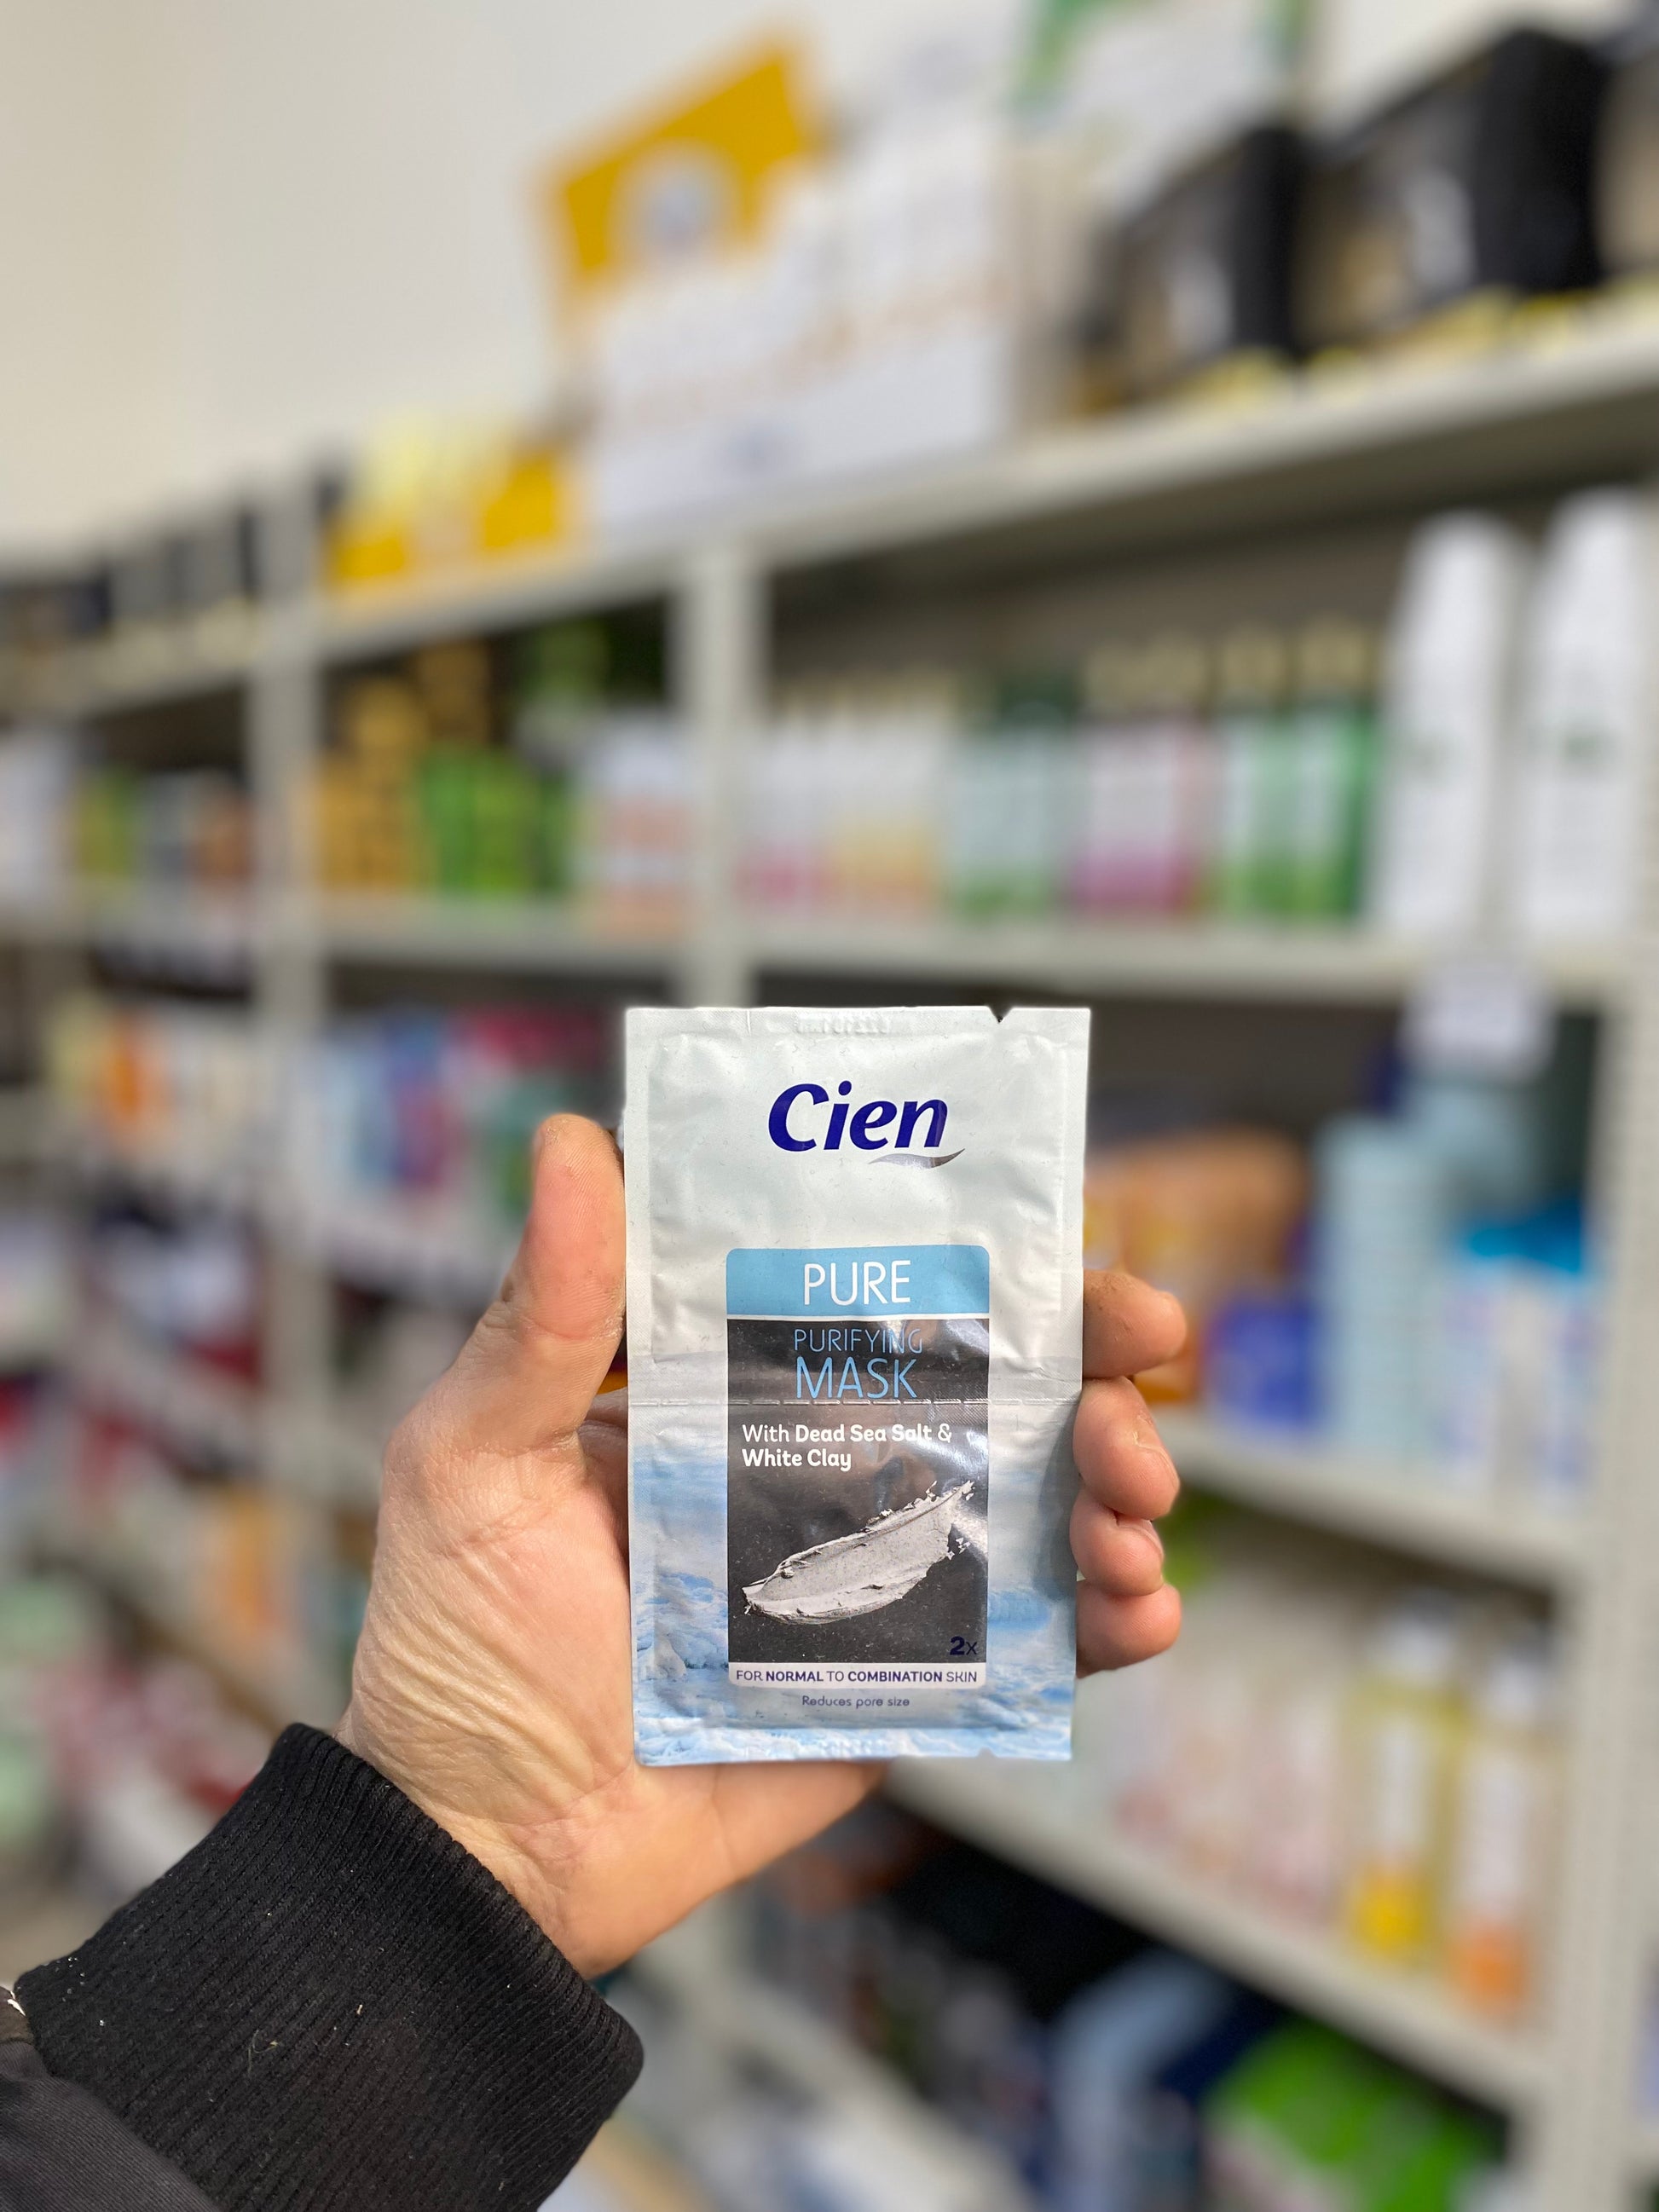 Cien
PURE
PURIFYING
MASK
With Dead Sea Salt &
White Clay
2x
FOR NORMAL TO COMBINATION SKIN
Reduces pore size